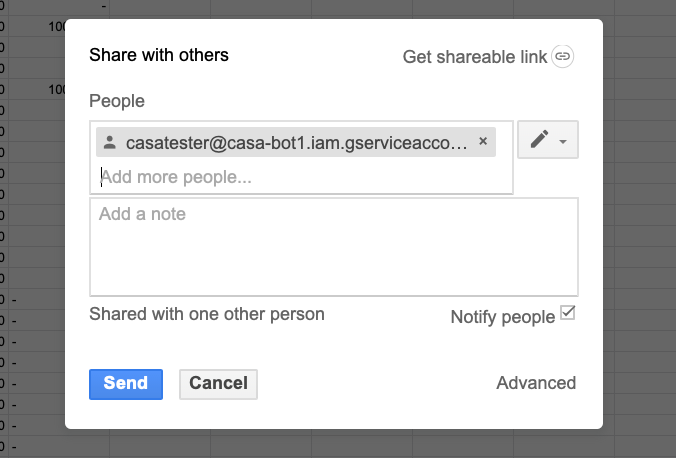 Share with others
Get shareable link
People
casatester@casa-bot1.iam.gserviceacco...
×
Add more people...
Add a note
Shared with one other person
Notify people
Send
Cancel
Advanced
-
-
-
-
-
-
-
-
-